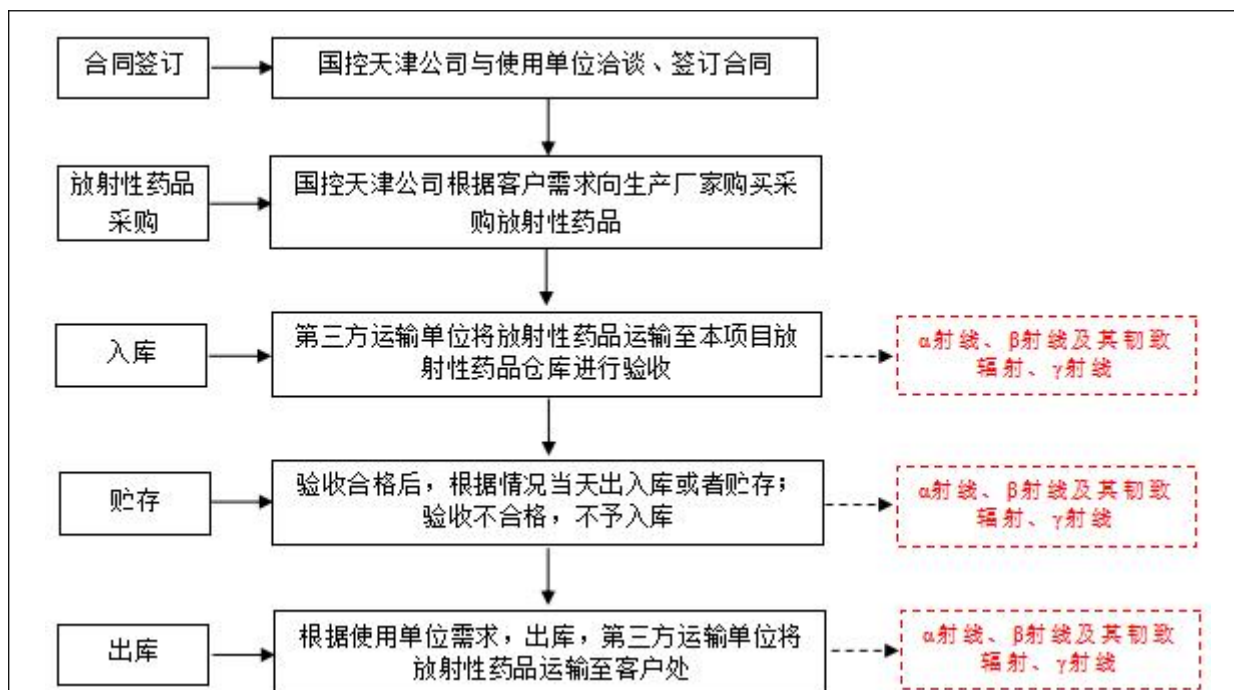 合同签订
国控天津公司与使用单位洽谈、签订合同
放射性药品
采购
国控天津公司根据客户需求向生产厂家购买采
购放射性药品
入库
第三方运输单位将放射性药品运输至本项目放
射性药品仓库进行验收
α射线、β射线及其韧致
辐射、γ射线
贮存
验收合格后，根据情况当天出入库或者贮存；
验收不合格，不予入库
α射线、β射线及其韧致
辐射、γ射线
出库
根据使用单位需求，出库，第三方运输单位将
放射性药品运输至客户处
α射线、β射线及其韧致
辐射、γ射线